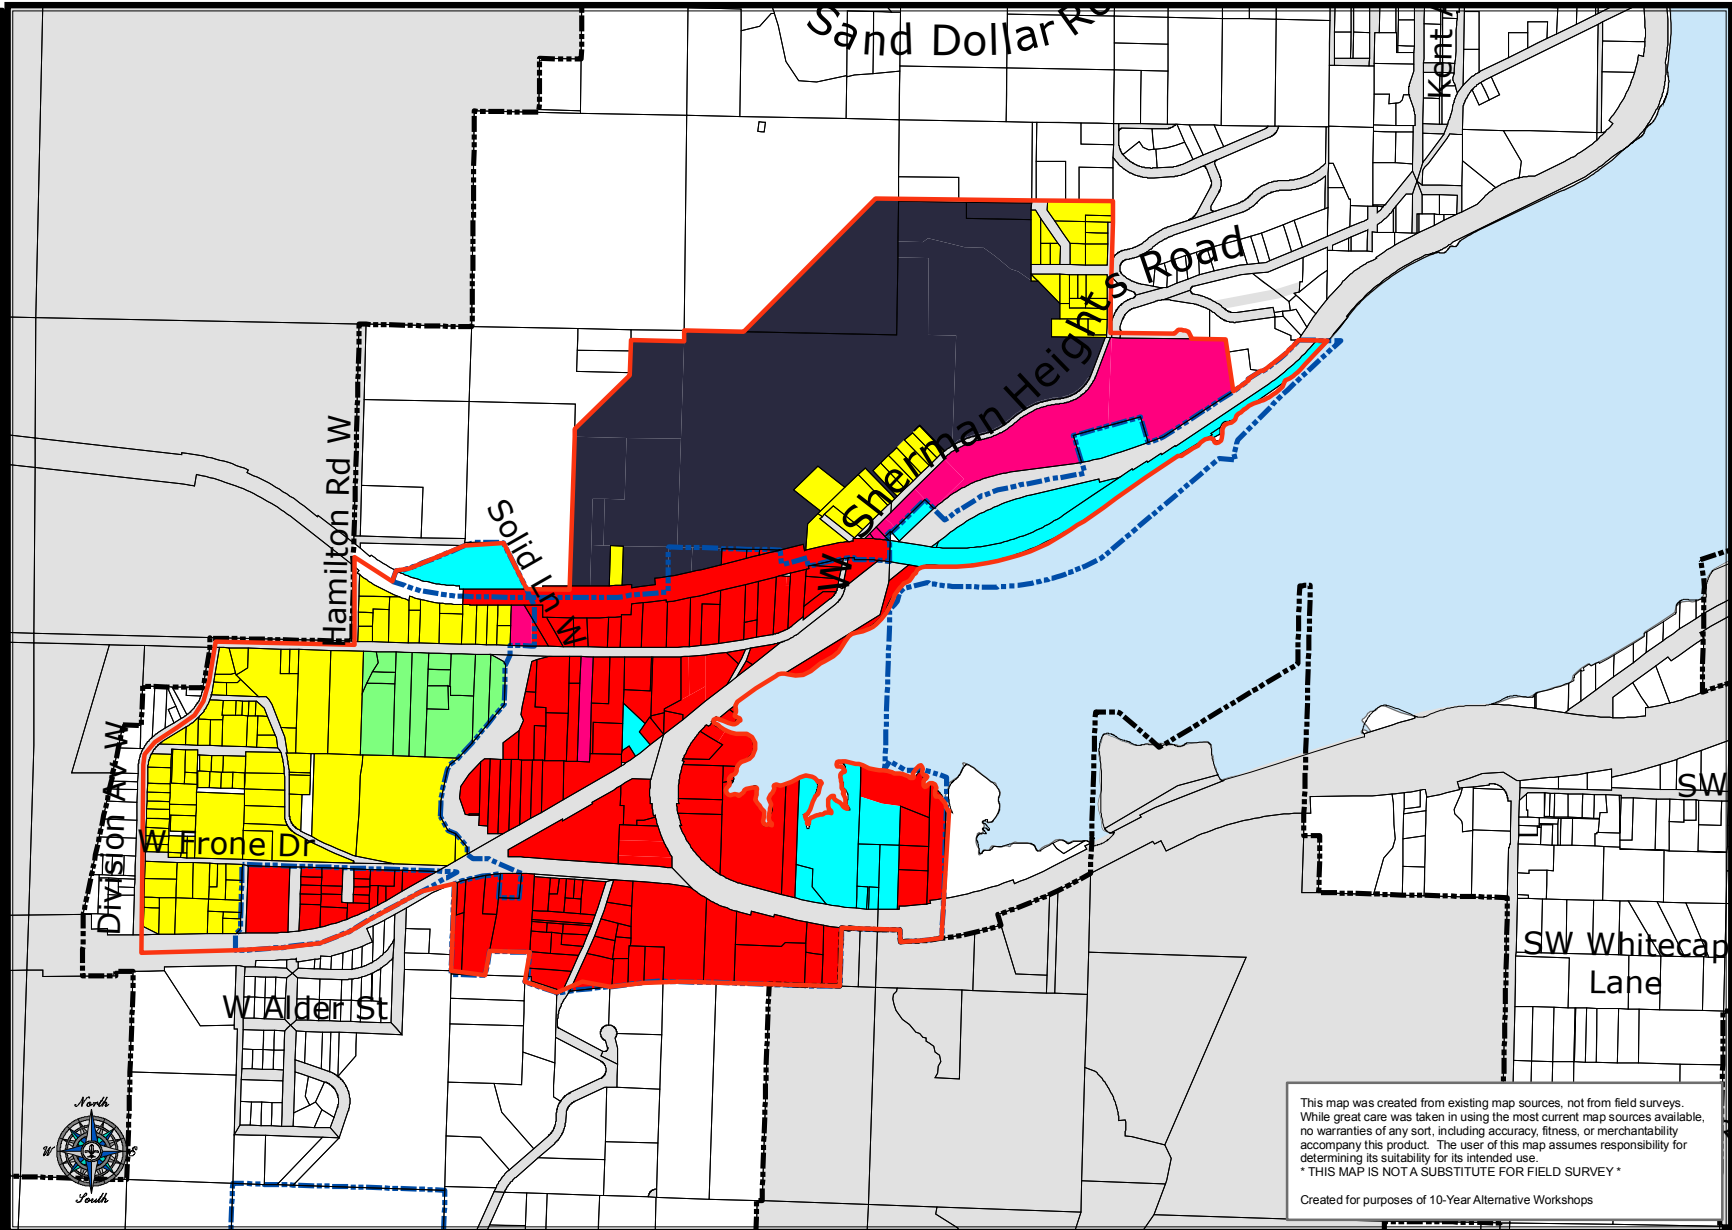 Sand Dollar Ro
Kent A
Sherman Heights Road
W
Hamilton Rd W
Solid Ln W
Division Av W
W Frone Dr
W Alder St
SW
SW Whitecap
Lane
North
W
E
South
This map was created from existing map sources, not from field surveys.
While great care was taken in using the most current map sources available,
no warranties of any sort, including accuracy, fitness, or merchantability
accompany this product. The user of this map assumes responsibility for
determining its suitability for its intended use.
* THIS MAP IS NOT A SUBSTITUTE FOR FIELD SURVEY *
Created for purposes of 10-Year Alternative Workshops